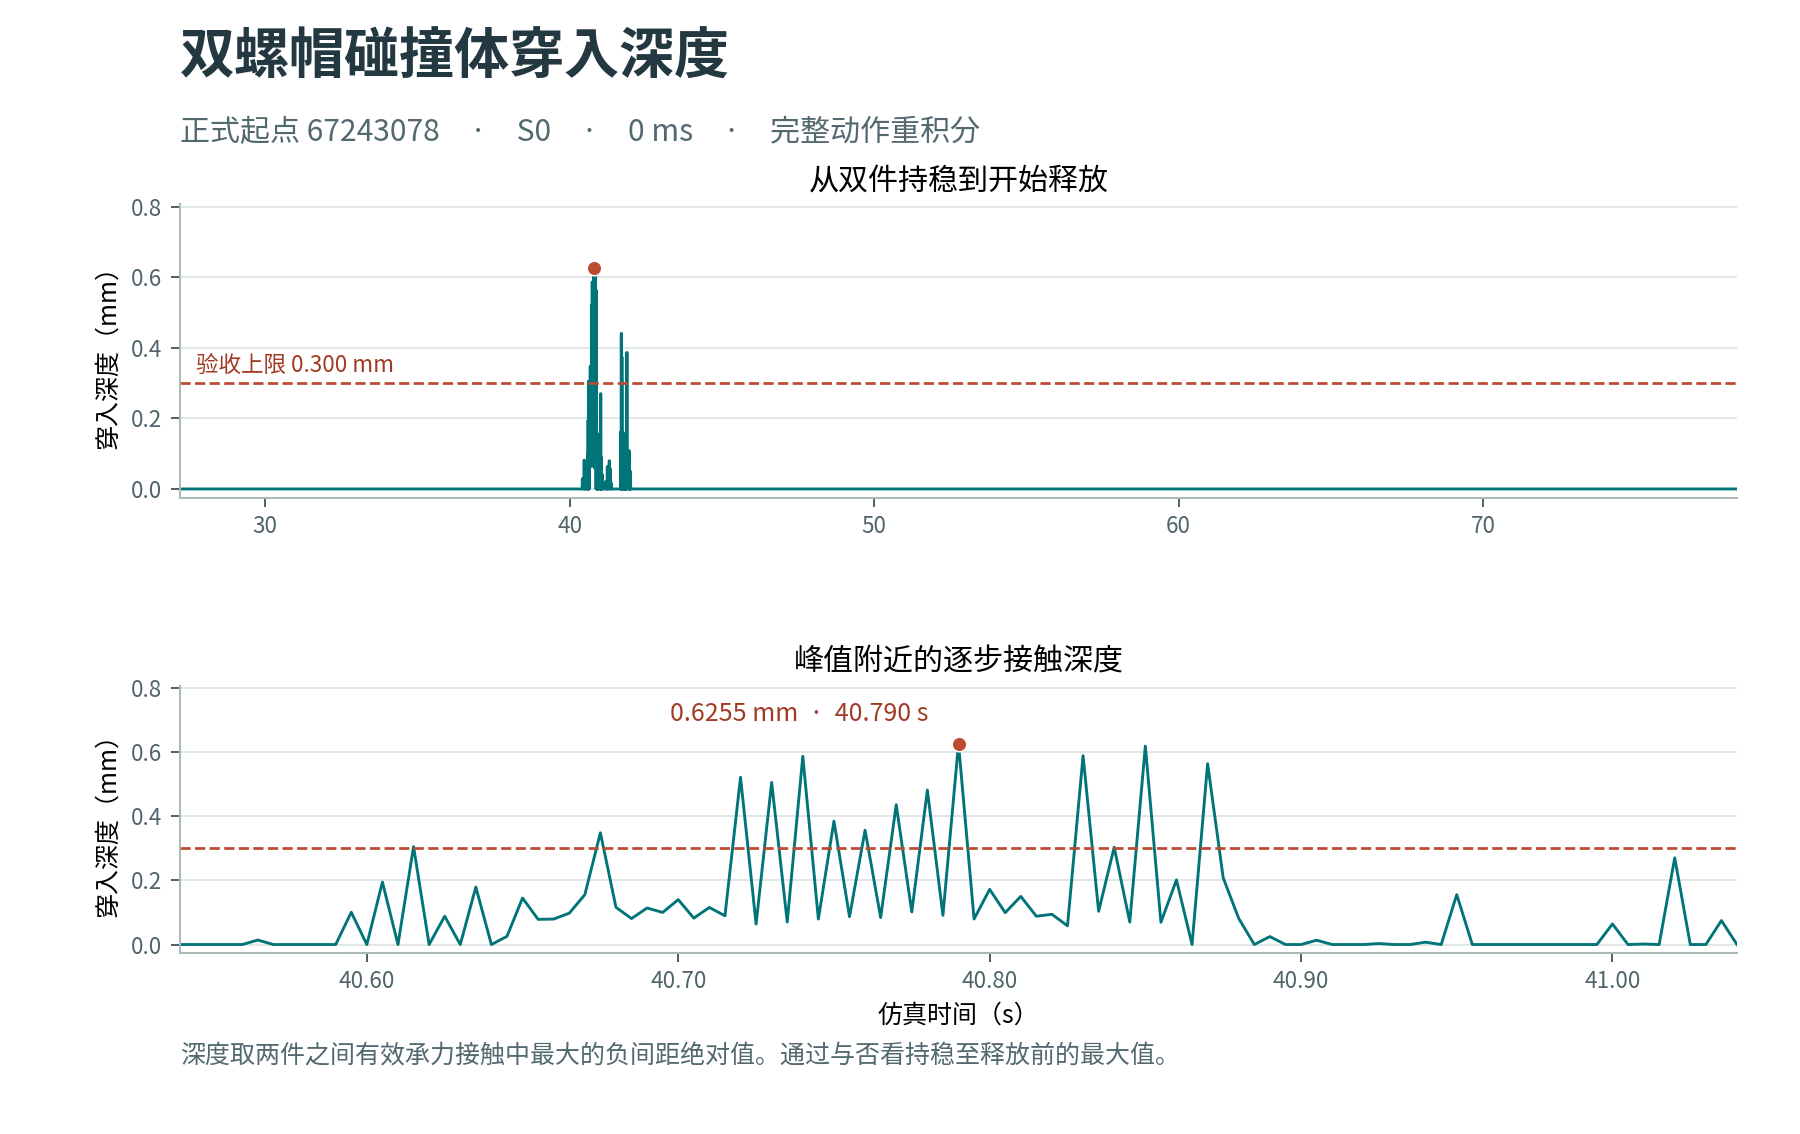 双螺帽碰撞体穿入深度
正式起点 67243078 · S0 · 0 ms · 完整动作重积分
从双件持稳到开始释放
0.8
0.6
0.4
0.2
0.0
穿入深度（mm）
验收上限 0.300 mm
30 40 50 60 70
峰值附近的逐步接触深度
0.8
0.6
0.4
0.2
0.0
穿入深度（mm）
0.6255 mm · 40.790 s
40.60 40.70 40.80 40.90 41.00
仿真时间（s）
深度取两件之间有效承力接触中最大的负间距绝对值。通过与否看持稳至释放前的最大值。